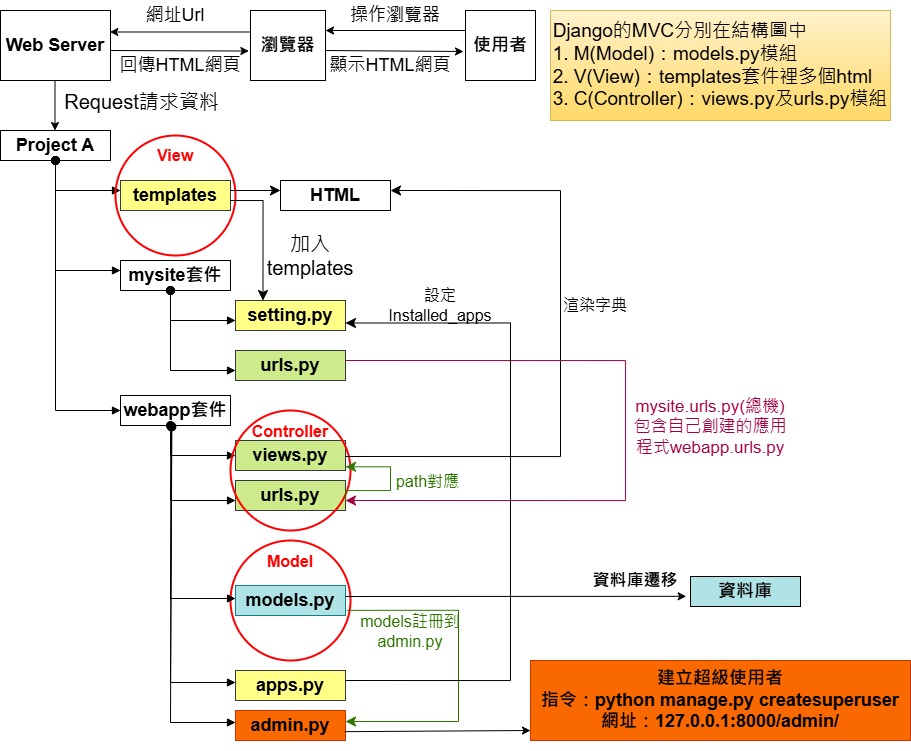 Web Server
網址Url
回傳HTML網頁
瀏覽器
操作瀏覽器
顯示HTML網頁
使用者
Django的MVC分別在結構圖中
1. M(Model)：models.py模組
2. V(View)：templates套件裡多個html
3. C(Controller)：views.py及urls.py模組
Request請求資料
Project A
View
templates
HTML
加入
templates
mysite套件
setting.py
設定
Installed_apps
渲染字典
urls.py
mysite.urls.py(總機)
包含自己創建的應用
程式webapp.urls.py
webapp套件
Controller
views.py
urls.py
path對應
Model
models.py
資料庫遷移
資料庫
models註冊到
admin.py
apps.py
admin.py
建立超級使用者
指令：python manage.py createsuperuser
網址：127.0.0.1:8000/admin/